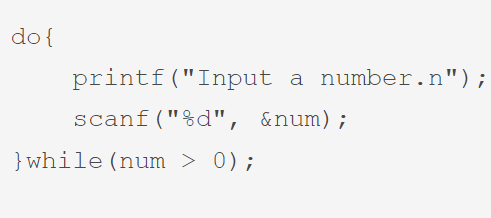 do{
    printf("Input a number.n");
    scanf("%d", &num);
}while(num > 0);